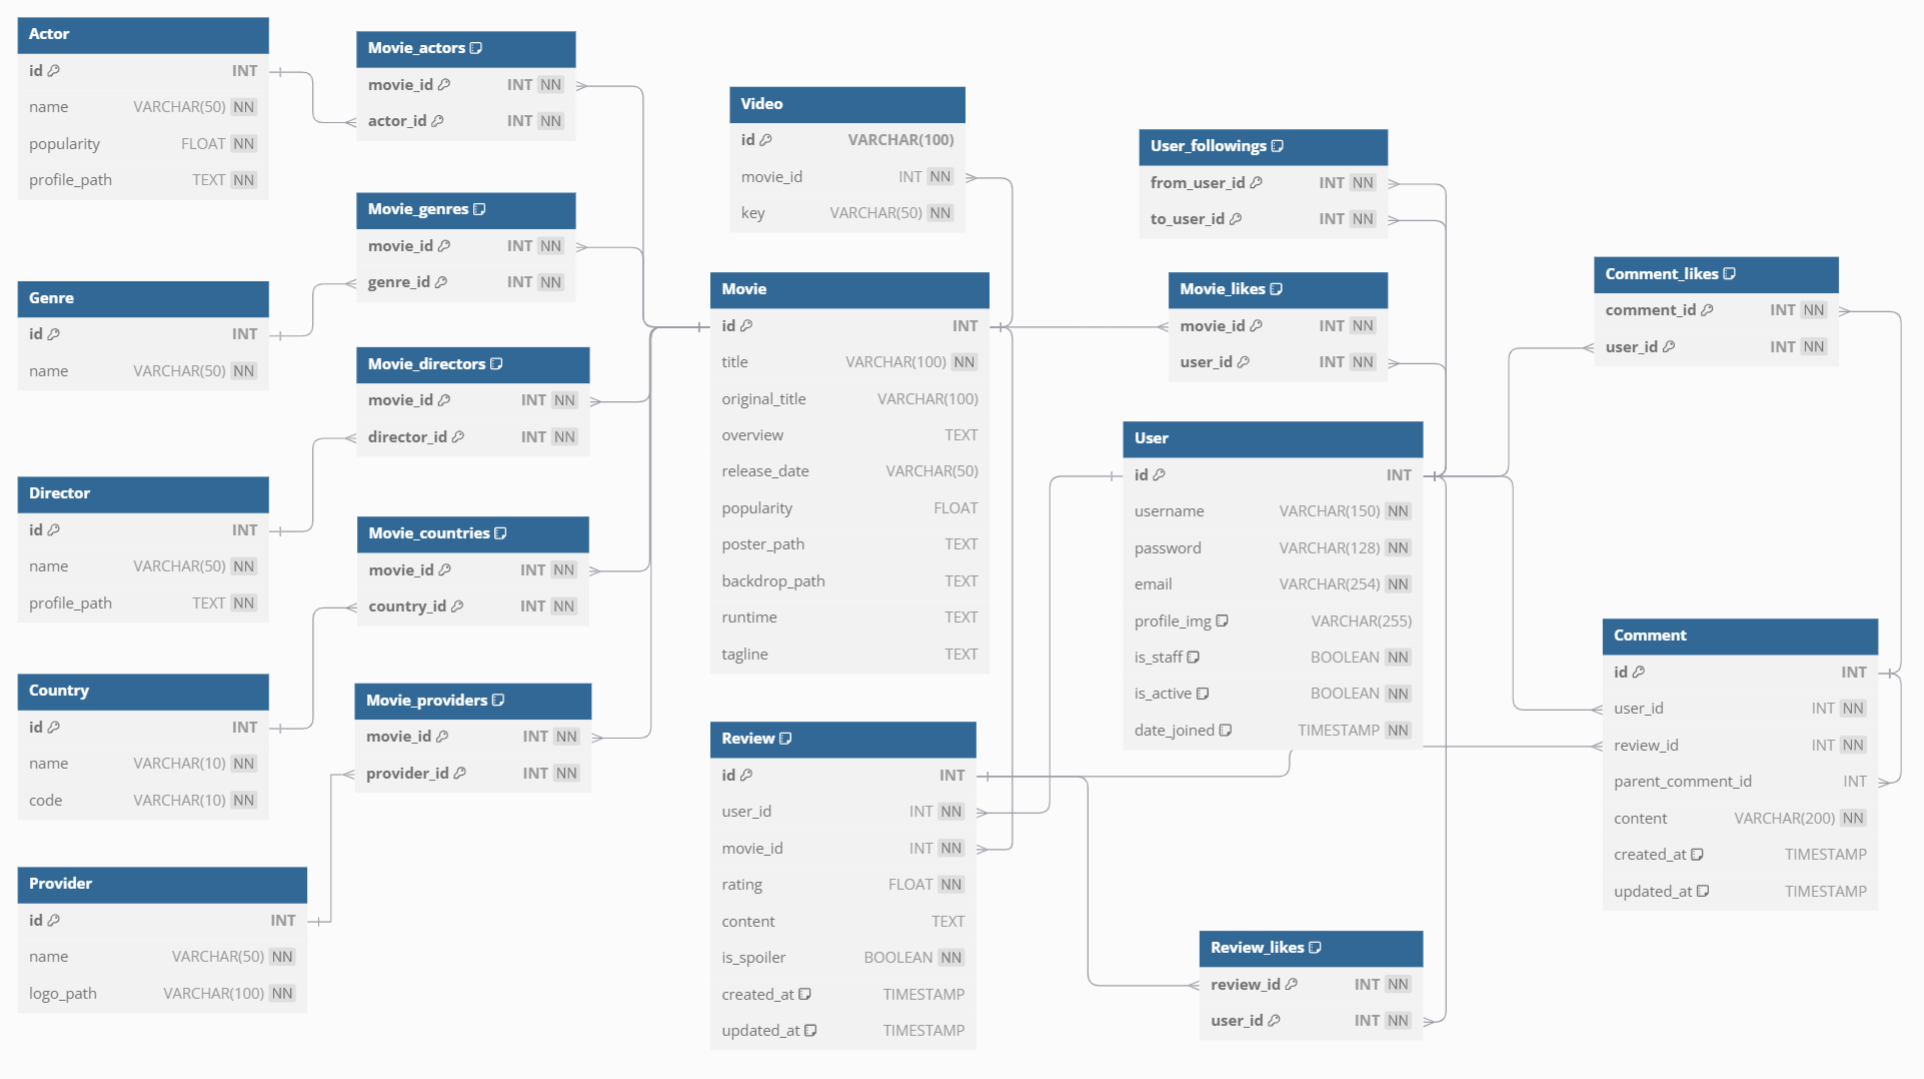 Actor
id INT
name VARCHAR(50) NN
popularity FLOAT NN
profile_path TEXT NN
Genre
id INT
name VARCHAR(50) NN
Director
id INT
name VARCHAR(50) NN
profile_path TEXT NN
Country
id INT
name VARCHAR(10) NN
code VARCHAR(10) NN
Provider
id INT
name VARCHAR(50) NN
logo_path VARCHAR(100) NN
Movie_actors
movie_id INT NN
actor_id INT NN
Movie_genres
movie_id INT NN
genre_id INT NN
Movie_directors
movie_id INT NN
director_id INT NN
Movie_countries
movie_id INT NN
country_id INT NN
Movie_providers
movie_id INT NN
provider_id INT NN
Video
id VARCHAR(100)
movie_id INT NN
key VARCHAR(50) NN
Movie
id INT
title VARCHAR(100) NN
original_title VARCHAR(100)
overview TEXT
release_date VARCHAR(50)
popularity FLOAT
poster_path TEXT
backdrop_path TEXT
runtime TEXT
tagline TEXT
Review
id INT
user_id INT NN
movie_id INT NN
rating FLOAT NN
content TEXT
is_spoiler BOOLEAN NN
created_at TIMESTAMP
updated_at TIMESTAMP
User_followings
from_user_id INT NN
to_user_id INT NN
Movie_likes
movie_id INT NN
user_id INT NN
User
id INT
username VARCHAR(150) NN
password VARCHAR(128) NN
email VARCHAR(254) NN
profile_img VARCHAR(255)
is_staff BOOLEAN NN
is_active BOOLEAN NN
date_joined TIMESTAMP NN
Review_likes
review_id INT NN
user_id INT NN
Comment_likes
comment_id INT NN
user_id INT NN
Comment
id INT
user_id INT NN
review_id INT NN
parent_comment_id INT
content VARCHAR(200) NN
created_at TIMESTAMP
updated_at TIMESTAMP